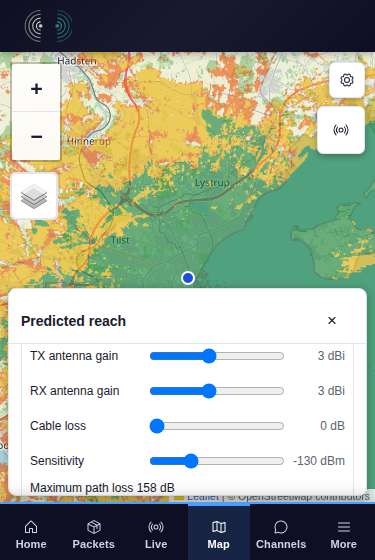 Hadsten
+
−
Hinnerup
Lystrup
Tilst
Predicted reach
×
TX antenna gain 3 dBi
RX antenna gain 3 dBi
Cable loss 0 dB
Sensitivity -130 dBm
Maximum path loss 158 dB
Leaflet | © OpenStreetMap contributors
Home Packets Live Map Channels More